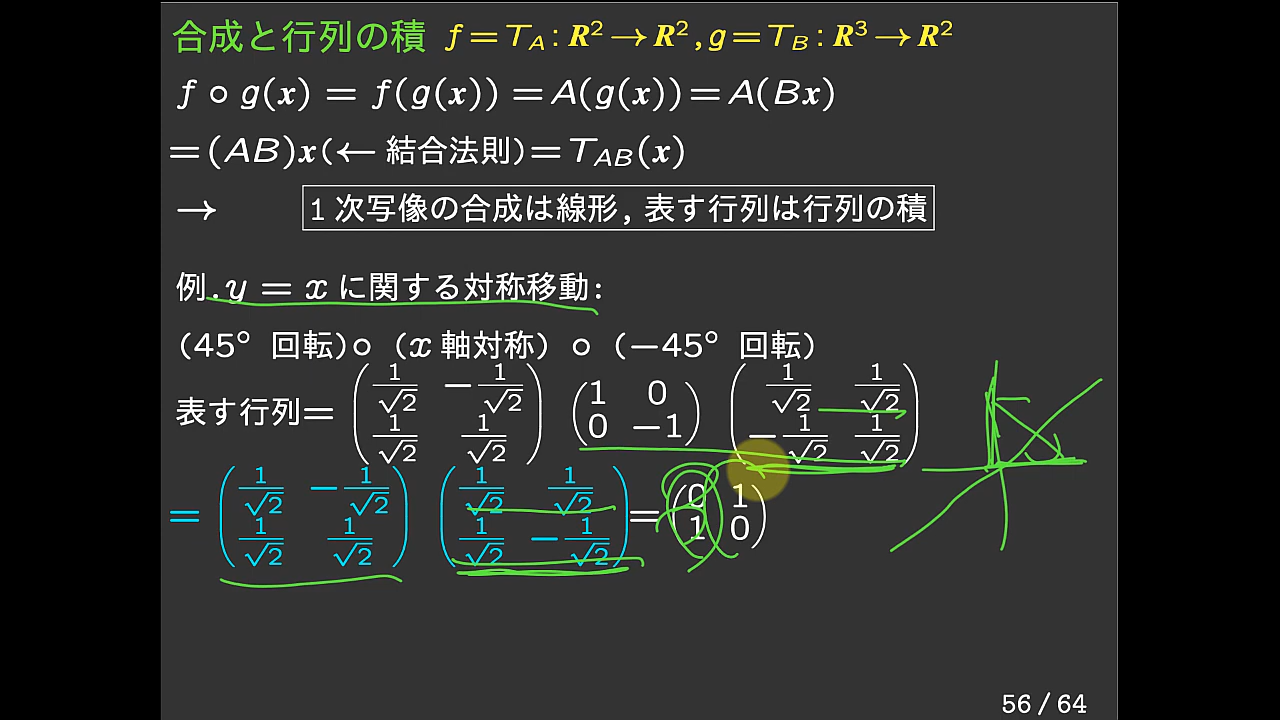 合成と行列の積 f = T_A : R² → R², g = T_B : R³ → R²
f ∘ g(x) = f(g(x)) = A(g(x)) = A(Bx)
= (AB)x (← 結合法則) = T_{AB}(x)
→ 1 次写像の合成は線形, 表す行列は行列の積
例. y = x に関する対称移動:
(45° 回転)∘ (x 軸対称) ∘ (−45° 回転)
表す行列= (1/√2 −1/√2; 1/√2 1/√2) (1 0; 0 −1) (1/√2 1/√2; −1/√2 1/√2)
= (1/√2 −1/√2; 1/√2 1/√2) (1/√2 1/√2; 1/√2 −1/√2) = (0 1; 1 0)
56 / 64